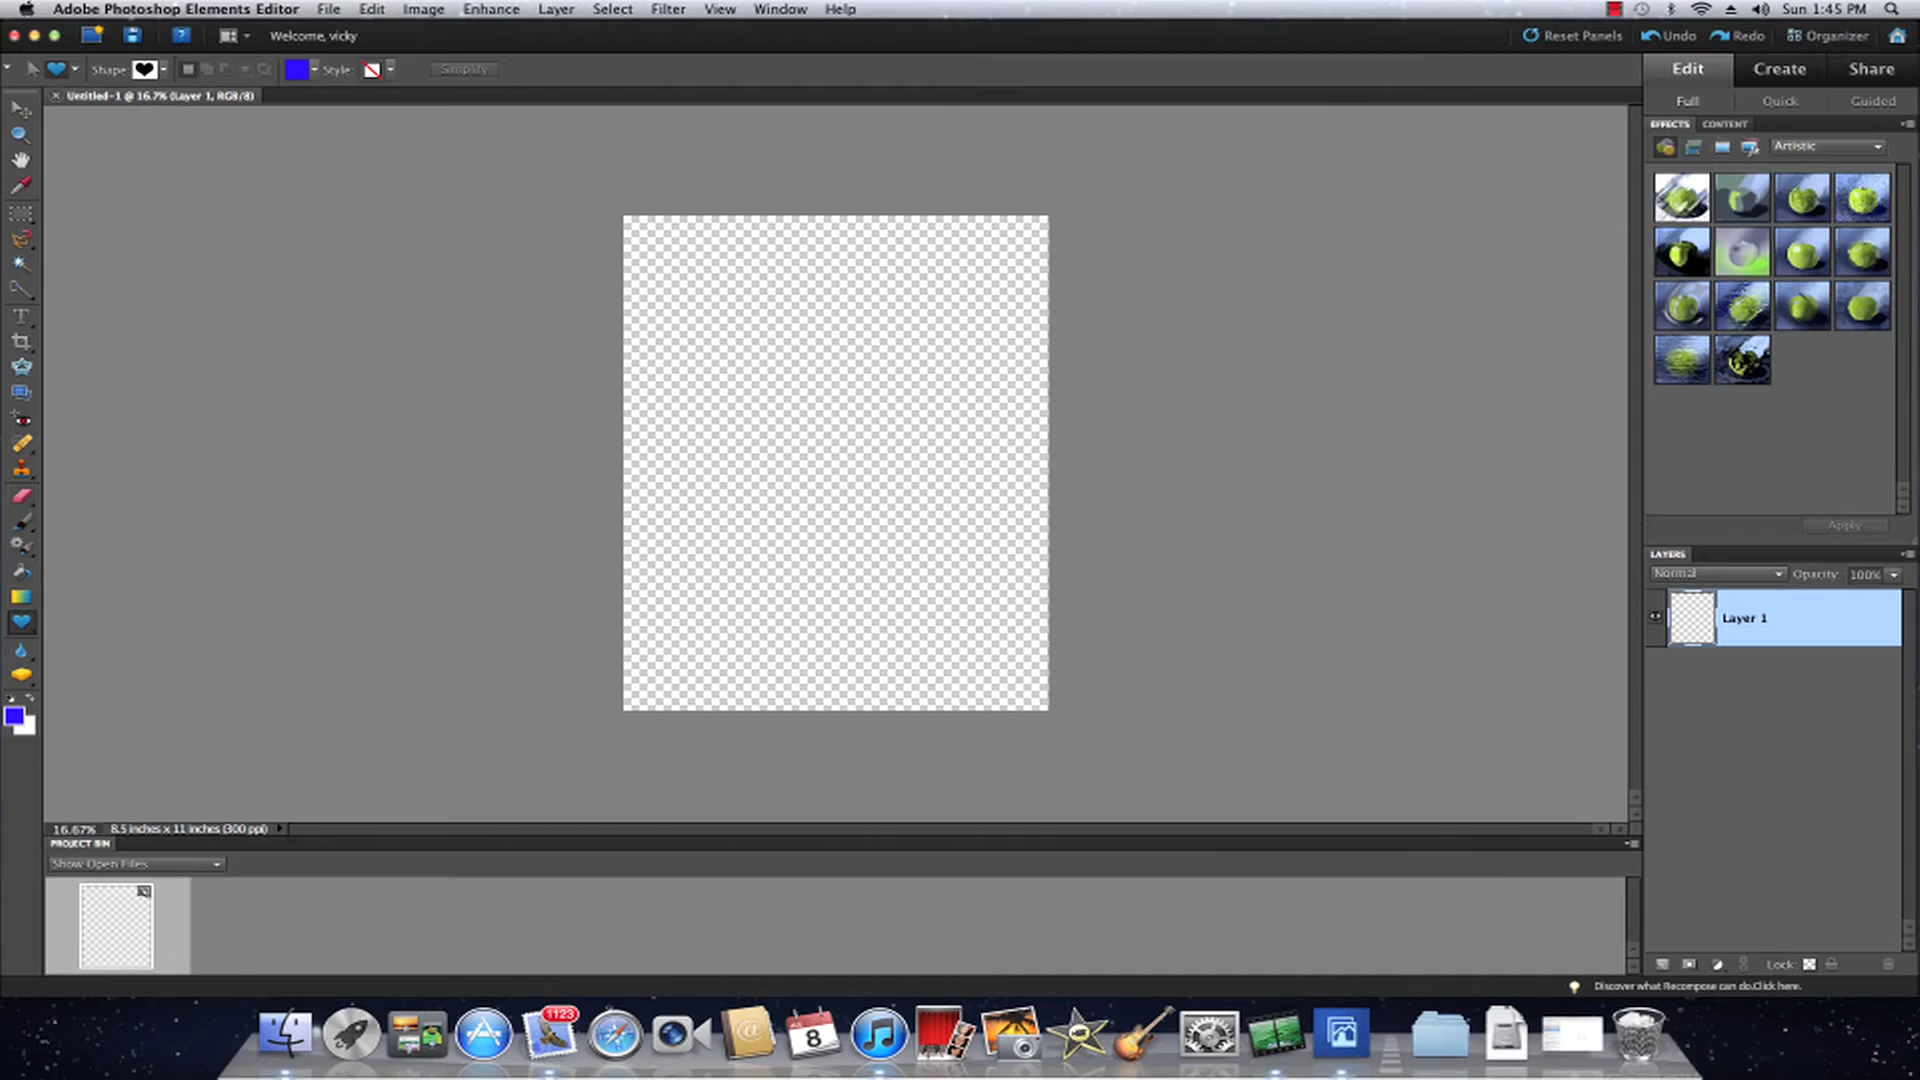 Adobe Photoshop Elements Editor File Edit Image Enhance Layer Select Filter View Window Help Sun 1:45 PM
Welcome, vicky Reset Panels Undo Redo Organizer
Shape: Style: Simplify Edit Create Share
Untitled-1 @ 16.7% (Layer 1, RGB/8)
Full Quick Guided
EFFECTS CONTENT
Artistic
Apply
LAYERS
Normal Opacity: 100%
Layer 1
16.67% 8.5 inches x 11 inches (300 ppi)
PROJECT BIN
Show Open Files
Lock:
Discover what Recompose can do.Click here.
1123
8